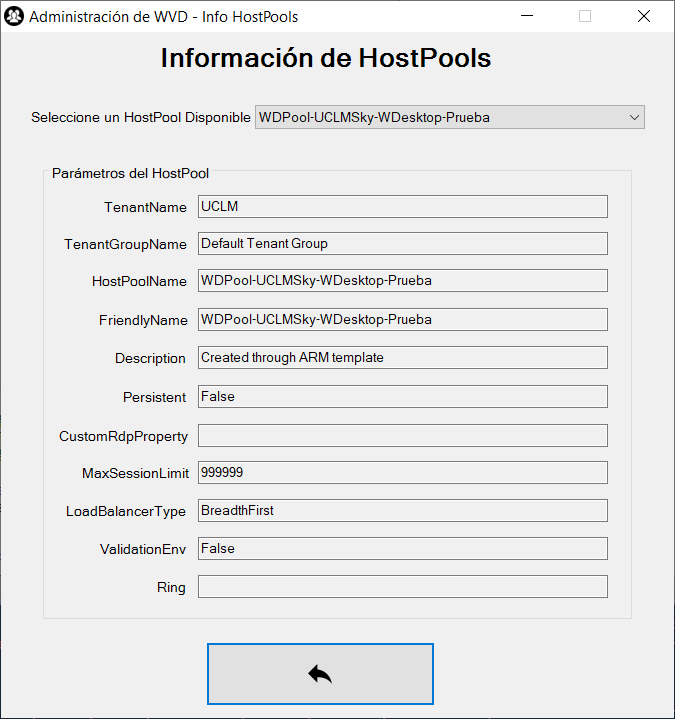 Administración de WVD - Info HostPools
Información de HostPools
Seleccione un HostPool Disponible WDPool-UCLMSky-WDesktop-Prueba
Parámetros del HostPool
TenantName UCLM
TenantGroupName Default Tenant Group
HostPoolName WDPool-UCLMSky-WDesktop-Prueba
FriendlyName WDPool-UCLMSky-WDesktop-Prueba
Description Created through ARM template
Persistent False
CustomRdpProperty
MaxSessionLimit 999999
LoadBalancerType BreadthFirst
ValidationEnv False
Ring